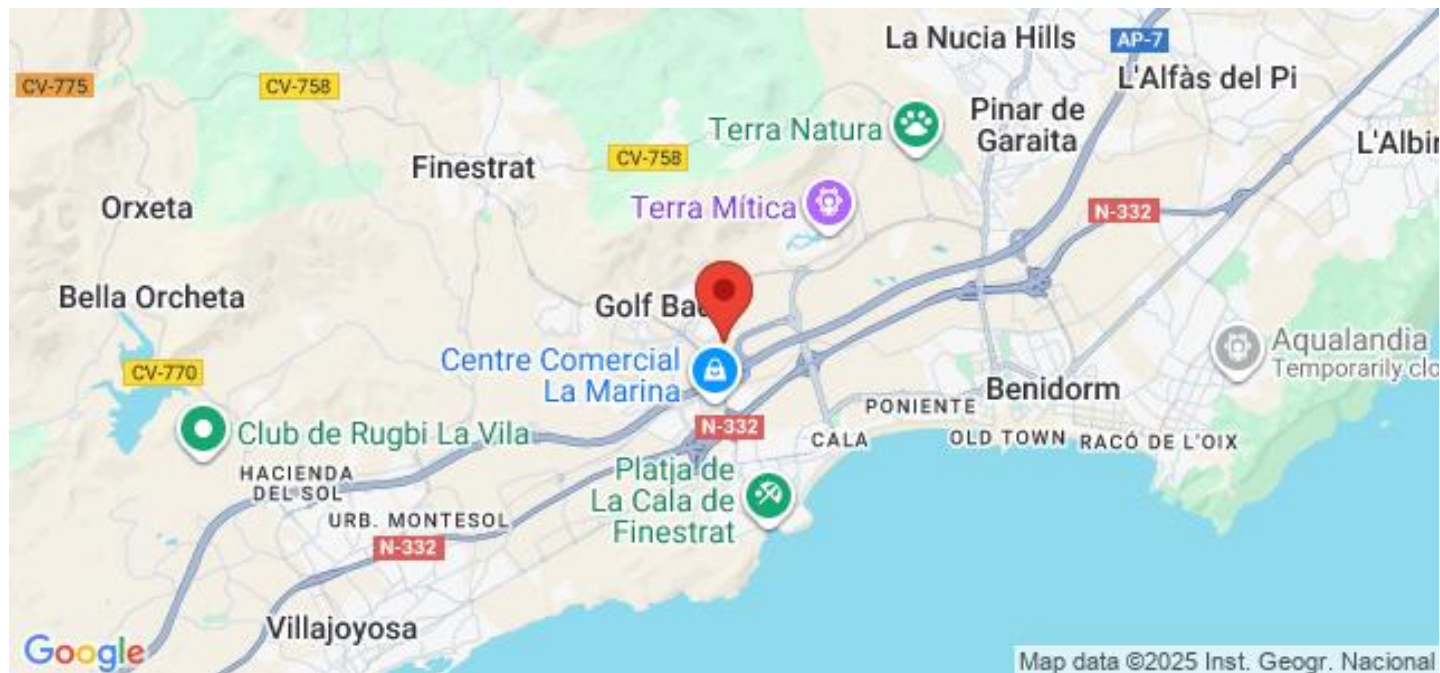 La Nucia Hills
AP-7
CV-775
CV-758
L'Alfàs del Pi
Terra Natura
Pinar de
Garaita
L'Albir
Finestrat
CV-758
Orxeta
Terra Mítica
N-332
Bella Orcheta
Golf Ba
Centre Comercial
La Marina
Aqualandia
Temporarily clo
CV-770
Benidorm
PONIENTE
Club de Rugbi La Vila
N-332
CALA
OLD TOWN
RACÓ DE L'OIX
HACIENDA
DEL SOL
Platja de
La Cala de
Finestrat
URB. MONTESOL
N-332
Villajoyosa
Google
Map data ©2025 Inst. Geogr. Nacional